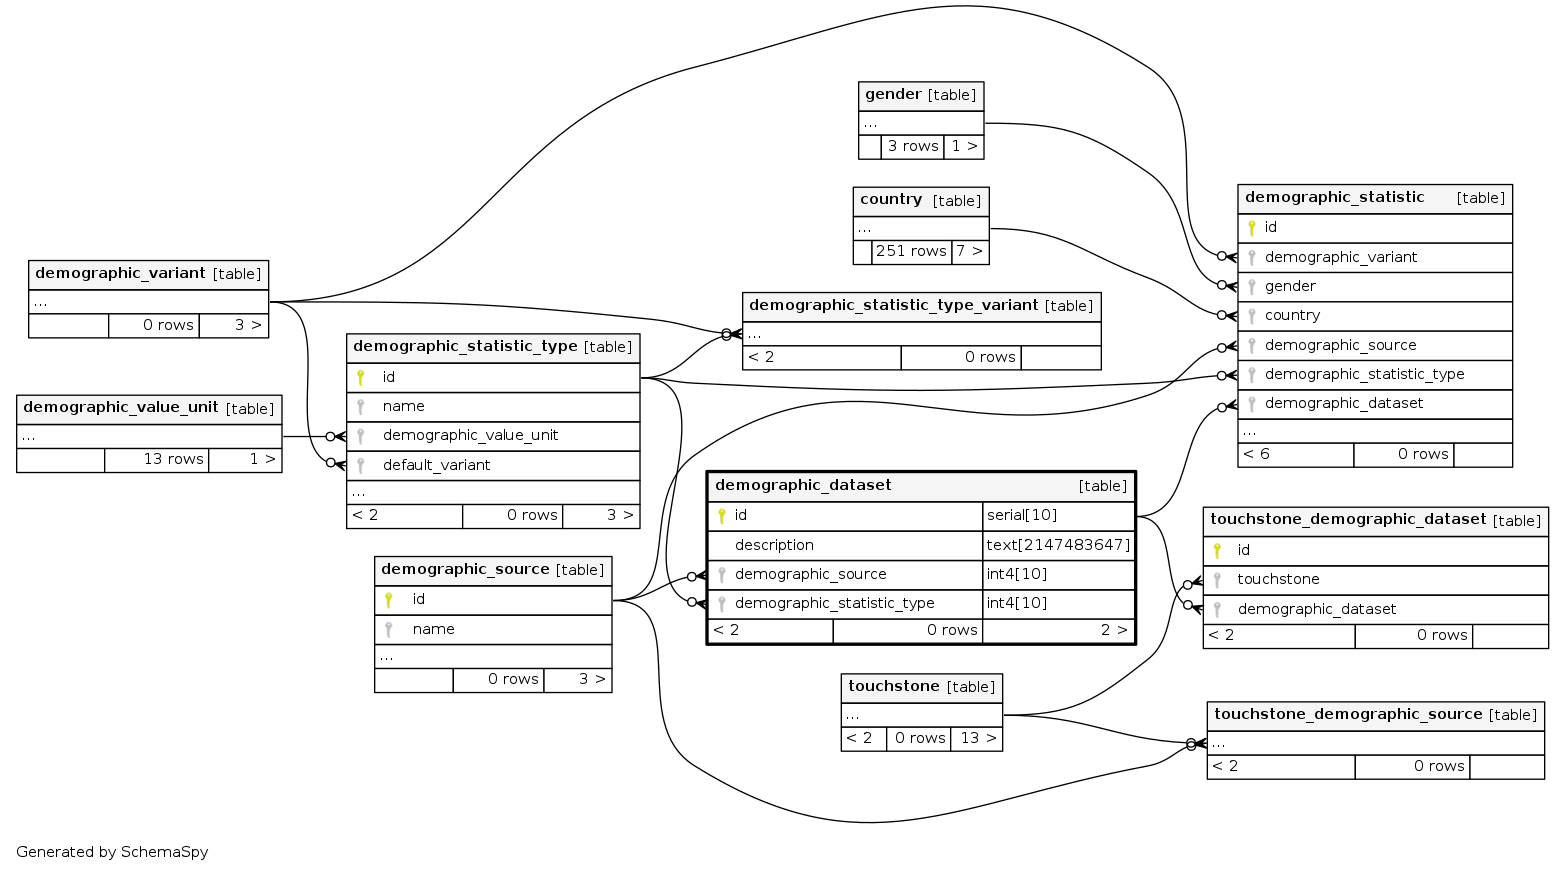 gender [table]
...
3 rows 1 >
country [table]
...
251 rows 7 >
demographic_statistic [table]
id
demographic_variant
gender
country
demographic_source
demographic_statistic_type
demographic_dataset
...
< 6 0 rows
demographic_variant [table]
...
0 rows 3 >
demographic_statistic_type_variant [table]
...
< 2 0 rows
demographic_statistic_type [table]
id
name
demographic_value_unit
default_variant
...
< 2 0 rows 3 >
demographic_value_unit [table]
...
13 rows 1 >
demographic_dataset [table]
id serial[10]
description text[2147483647]
demographic_source int4[10]
demographic_statistic_type int4[10]
< 2 0 rows 2 >
touchstone_demographic_dataset [table]
id
touchstone
demographic_dataset
< 2 0 rows
demographic_source [table]
id
name
...
0 rows 3 >
touchstone [table]
...
< 2 0 rows 13 >
touchstone_demographic_source [table]
...
< 2 0 rows
Generated by SchemaSpy